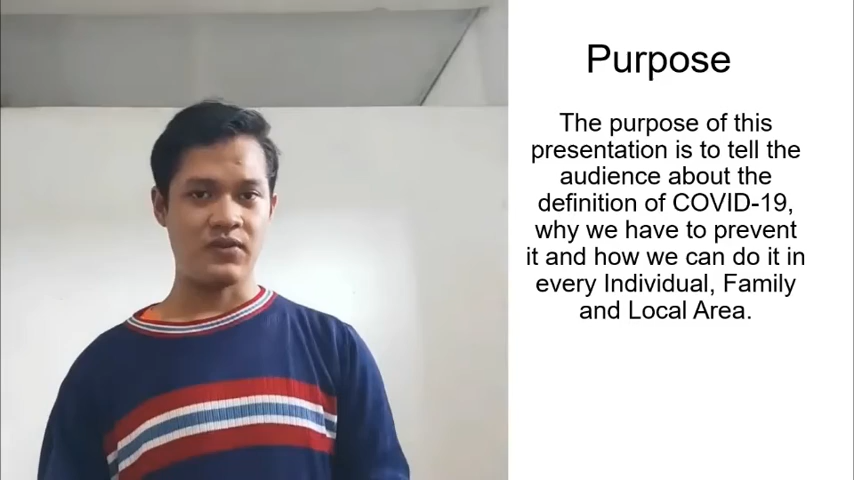 Purpose
The purpose of this
presentation is to tell the
audience about the
definition of COVID-19,
why we have to prevent
it and how we can do it in
every Individual, Family
and Local Area.